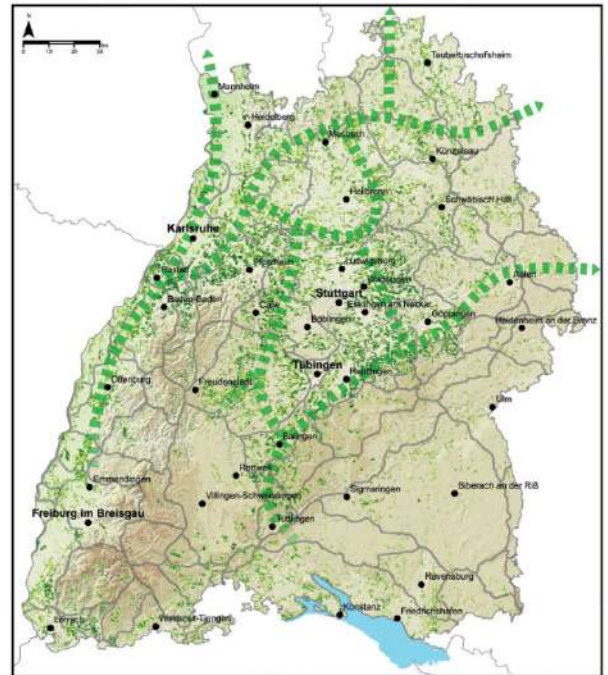 N
0 10 20 30
km
Tauberbischofsheim
Mannheim
Heidelberg
Mosbach
Künzelsau
Heilbronn
Schwäbisch Hall
Karlsruhe
Pforzheim
Ludwigsburg
Rastatt
Waiblingen
Aalen
Stuttgart
Baden-Baden
Calw
Esslingen am Neckar
Göppingen
Böblingen
Heidenheim an der Brenz
Tübingen
Reutlingen
Offenburg
Freudenstadt
Ulm
Balingen
Rottweil
Emmendingen
Sigmaringen
Biberach an der Riß
Villingen-Schwenningen
Freiburg im Breisgau
Tuttlingen
Ravensburg
Konstanz
Friedrichshafen
Lörrach
Waldshut-Tiengen